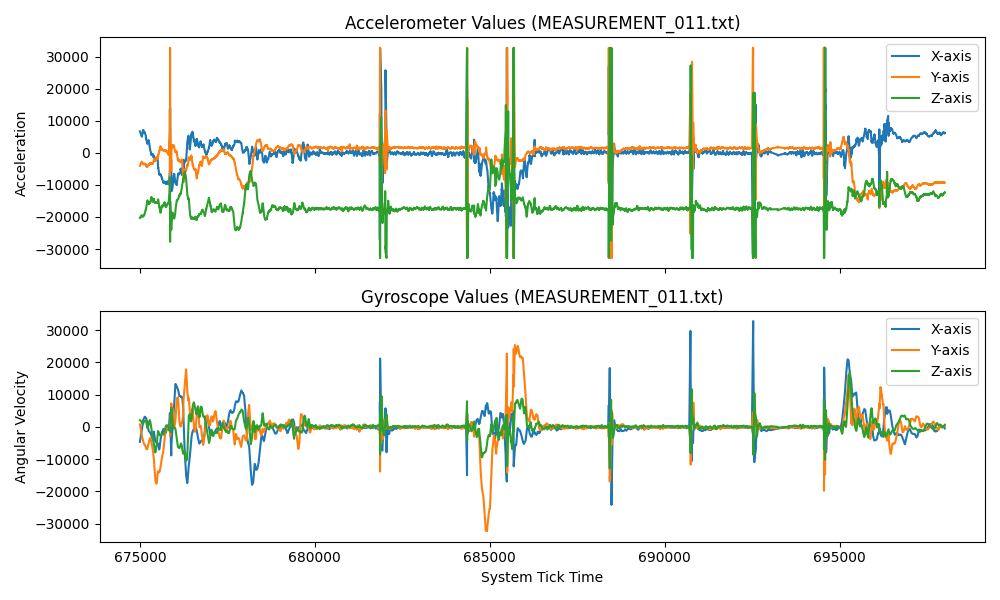 Accelerometer Values (MEASUREMENT_011.txt)
30000
20000
10000
0
−10000
−20000
−30000
Acceleration
X-axis
Y-axis
Z-axis
Gyroscope Values (MEASUREMENT_011.txt)
30000
20000
10000
0
−10000
−20000
−30000
Angular Velocity
X-axis
Y-axis
Z-axis
675000 680000 685000 690000 695000
System Tick Time